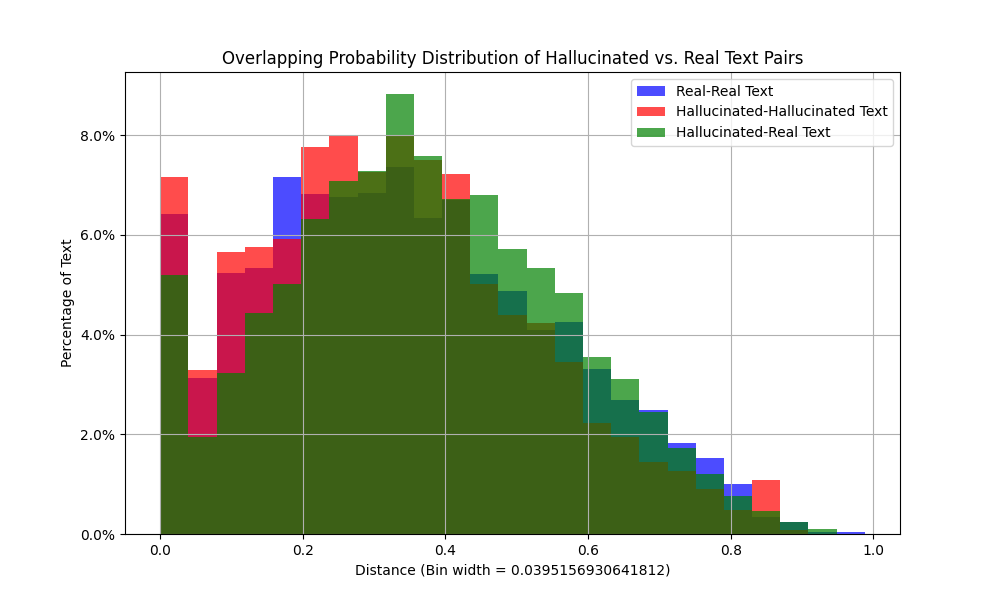 Overlapping Probability Distribution of Hallucinated vs. Real Text Pairs
Real-Real Text
Hallucinated-Hallucinated Text
Hallucinated-Real Text
Percentage of Text
8.0%
6.0%
4.0%
2.0%
0.0%
0.0 0.2 0.4 0.6 0.8 1.0
Distance (Bin width = 0.0395156930641812)